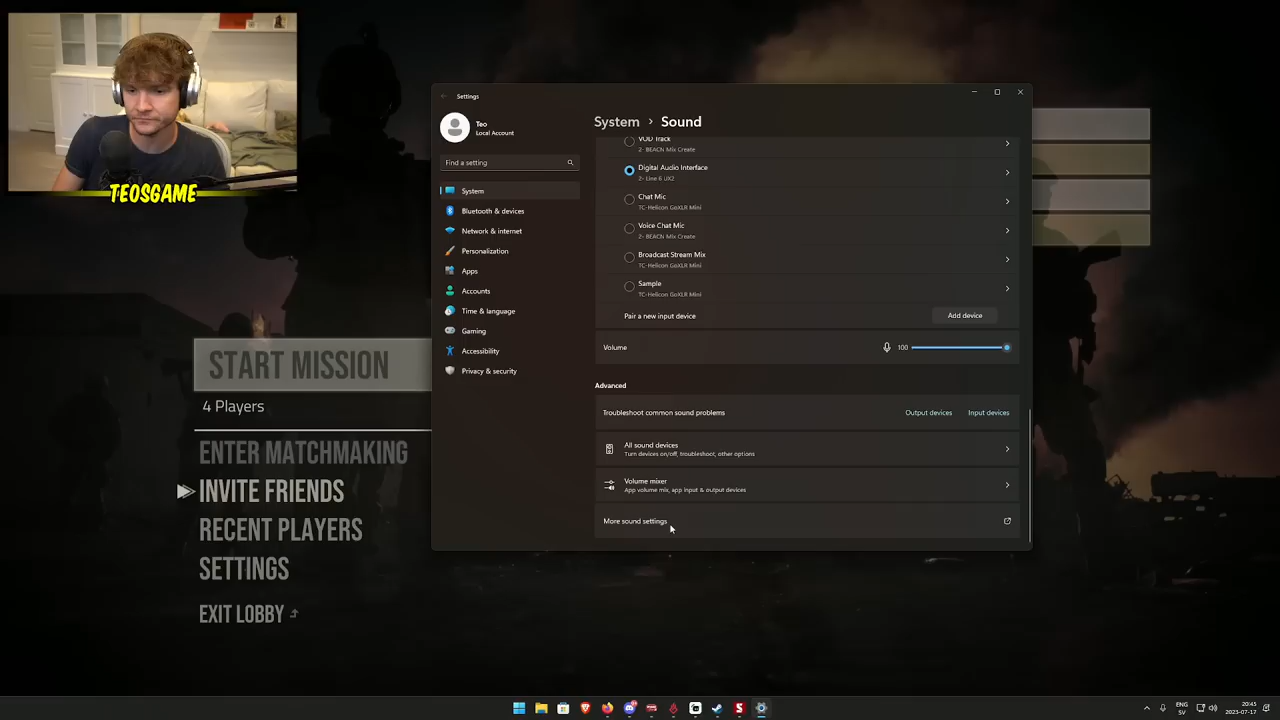 TEOSGAME
Settings
Teo
Local Account
Find a setting
System
Bluetooth & devices
Network & internet
Personalization
Apps
Accounts
Time & language
Gaming
Accessibility
Privacy & security
System > Sound
VOD Track
2- BEACN Mix Create
Digital Audio Interface
2- Line 6 UX2
Chat Mic
TC-Helicon GoXLR Mini
Voice Chat Mic
2- BEACN Mix Create
Broadcast Stream Mix
TC-Helicon GoXLR Mini
Sample
TC-Helicon GoXLR Mini
Pair a new input device
Add device
Volume
100
Advanced
Troubleshoot common sound problems
Output devices
Input devices
All sound devices
Turn devices on/off, troubleshoot, other options
Volume mixer
App volume mix, app input & output devices
More sound settings
START MISSION
4 Players
ENTER MATCHMAKING
INVITE FRIENDS
RECENT PLAYERS
SETTINGS
EXIT LOBBY
ENG
SV
20:45
2023-07-17